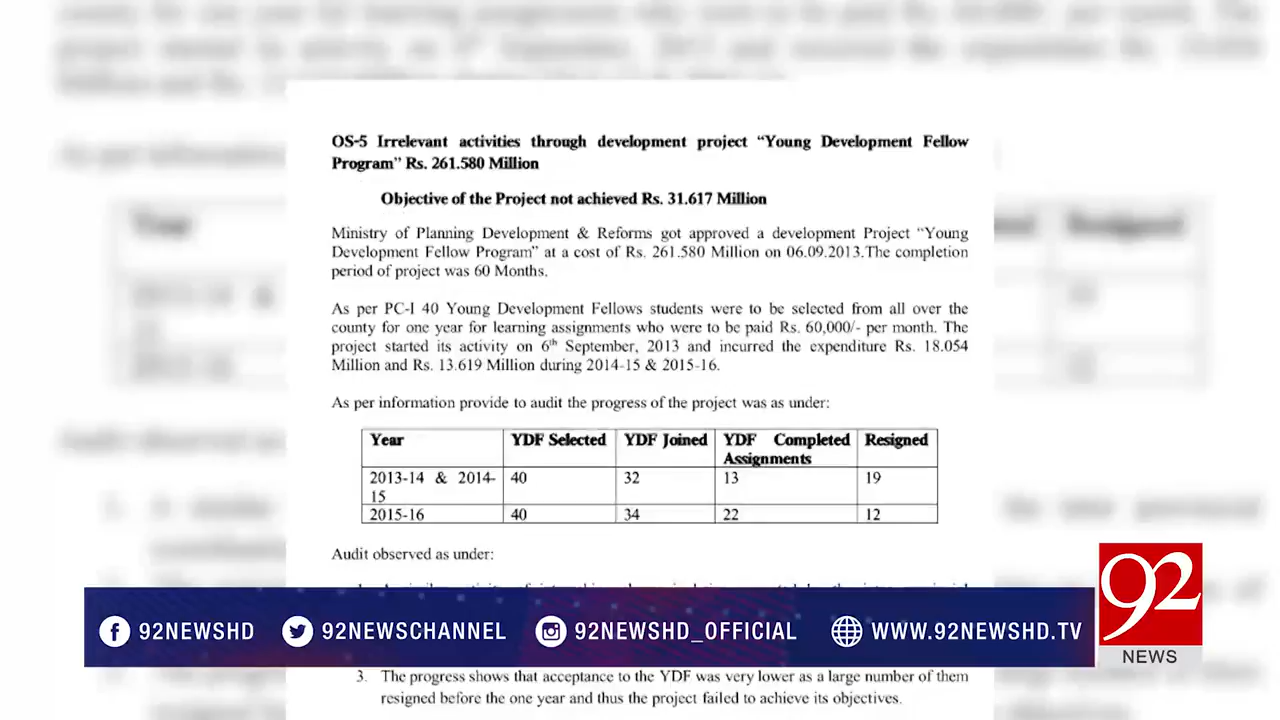 OS-5 Irrelevant activities through development project “Young Development Fellow
Program” Rs. 261.580 Million
Objective of the Project not achieved Rs. 31.617 Million
Ministry of Planning Development & Reforms got approved a development Project “Young
Development Fellow Program” at a cost of Rs. 261.580 Million on 06.09.2013.The completion
period of project was 60 Months.
As per PC-I 40 Young Development Fellows students were to be selected from all over the
county for one year for learning assignments who were to be paid Rs. 60,000/- per month. The
project started its activity on 6th September, 2013 and incurred the expenditure Rs. 18.054
Million and Rs. 13.619 Million during 2014-15 & 2015-16.
As per information provide to audit the progress of the project was as under:
Year YDF Selected YDF Joined YDF Completed Assignments Resigned
2013-14 & 2014-15 40 32 13 19
2015-16 40 34 22 12
Audit observed as under:
3. The progress shows that acceptance to the YDF was very lower as a large number of them
resigned before the one year and thus the project failed to achieve its objectives.
92NEWSHD 92NEWSCHANNEL 92NEWSHD_OFFICIAL WWW.92NEWSHD.TV
92
NEWS